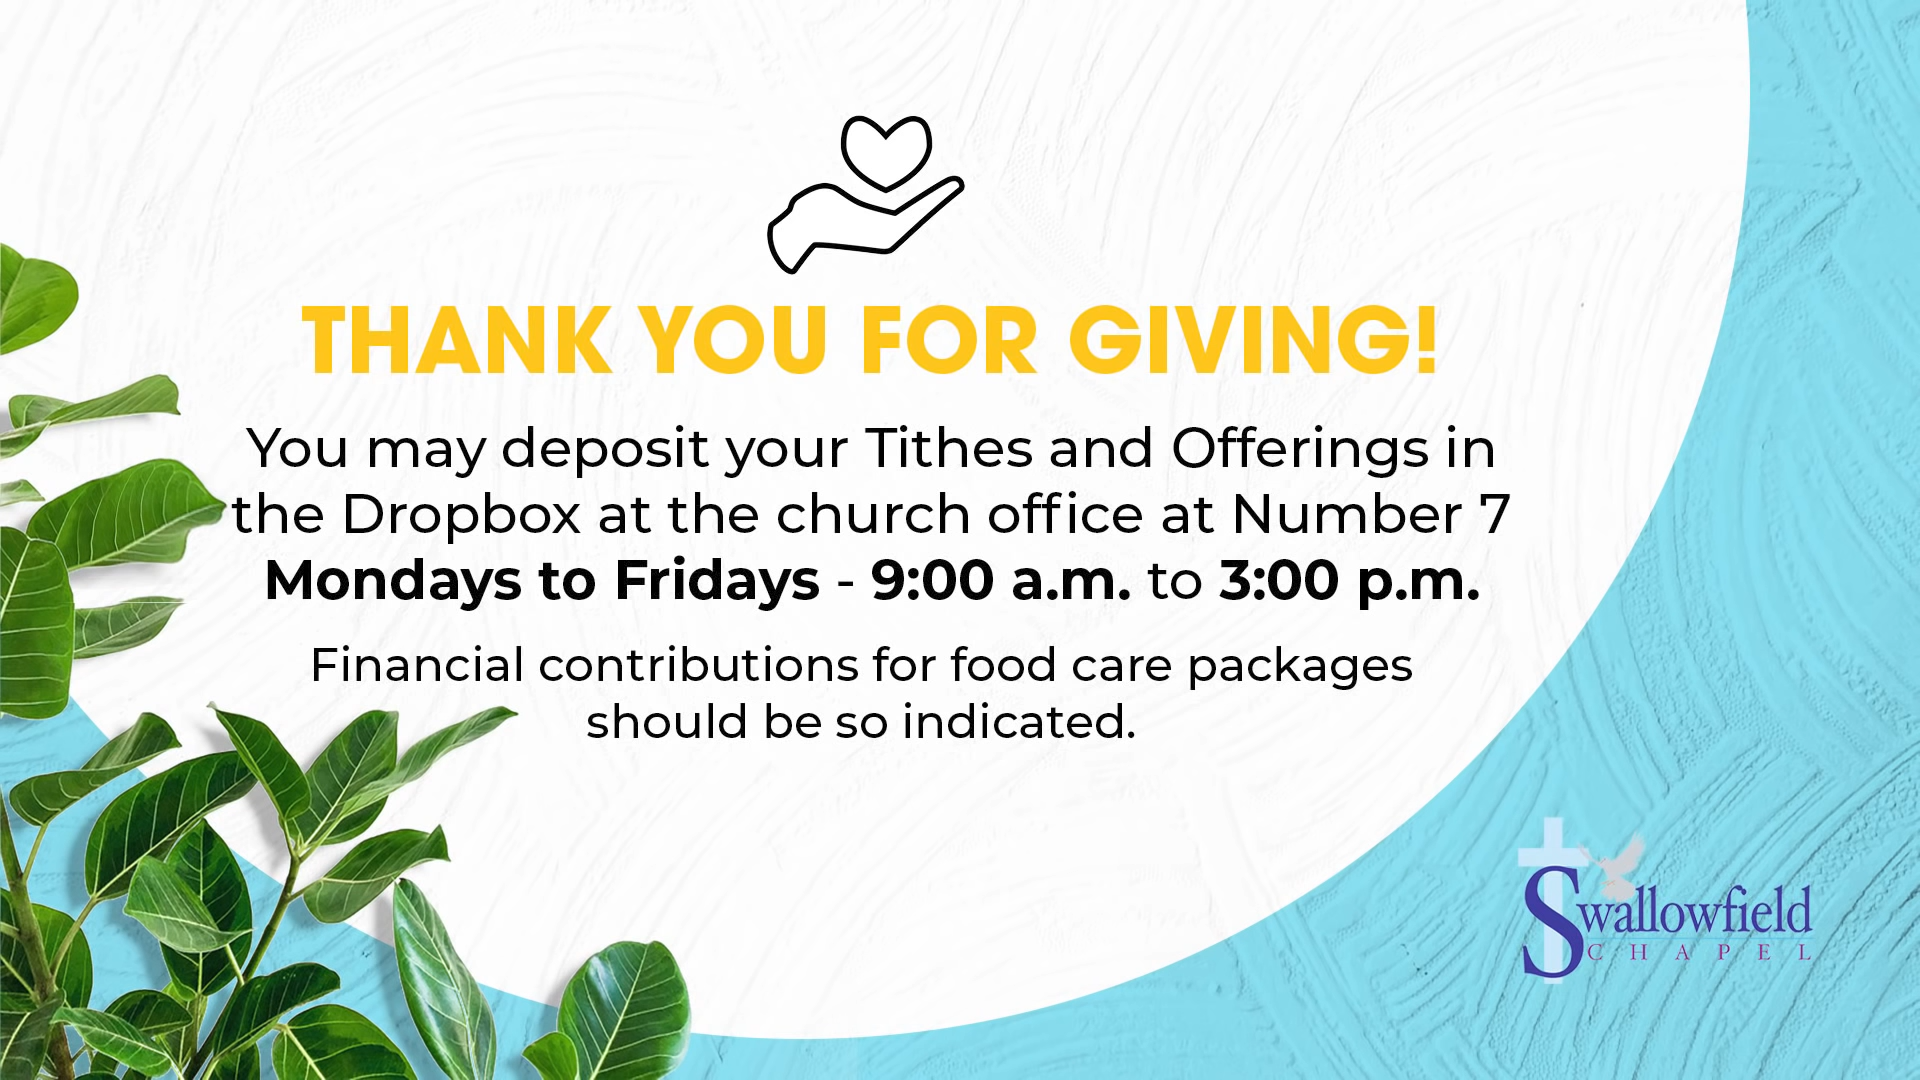 THANK YOU FOR GIVING!
You may deposit your Tithes and Offerings in
the Dropbox at the church office at Number 7
Mondays to Fridays - 9:00 a.m. to 3:00 p.m.
Financial contributions for food care packages
should be so indicated.
Swallowfield
CHAPEL